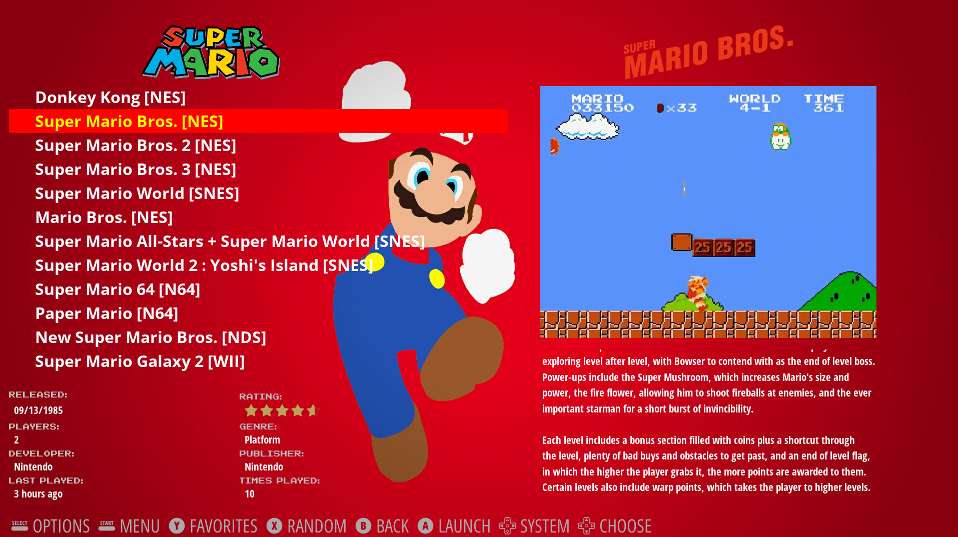 SUPER
MARIO
Donkey Kong [NES]
Super Mario Bros. [NES]
Super Mario Bros. 2 [NES]
Super Mario Bros. 3 [NES]
Super Mario World [SNES]
Mario Bros. [NES]
Super Mario All-Stars + Super Mario World [SNES]
Super Mario World 2 : Yoshi's Island [SNES]
Super Mario 64 [N64]
Paper Mario [N64]
New Super Mario Bros. [NDS]
Super Mario Galaxy 2 [WII]
RELEASED:
09/13/1985
PLAYERS:
2
DEVELOPER:
Nintendo
LAST PLAYED:
3 hours ago
RATING:
GENRE:
Platform
PUBLISHER:
Nintendo
TIMES PLAYED:
10
SUPER
MARIO BROS.
MARIO WORLD TIME
033150 ×33 4-1 361
25 25 25
exploring level after level, with Bowser to contend with as the end of level boss.
Power-ups include the Super Mushroom, which increases Mario's size and
power, the fire flower, allowing him to shoot fireballs at enemies, and the ever
important starman for a short burst of invincibility.
Each level includes a bonus section filled with coins plus a shortcut through
the level, plenty of bad buys and obstacles to get past, and an end of level flag,
in which the higher the player grabs it, the more points are awarded to them.
Certain levels also include warp points, which takes the player to higher levels.
SELECT OPTIONS START MENU Y FAVORITES X RANDOM B BACK A LAUNCH SYSTEM CHOOSE